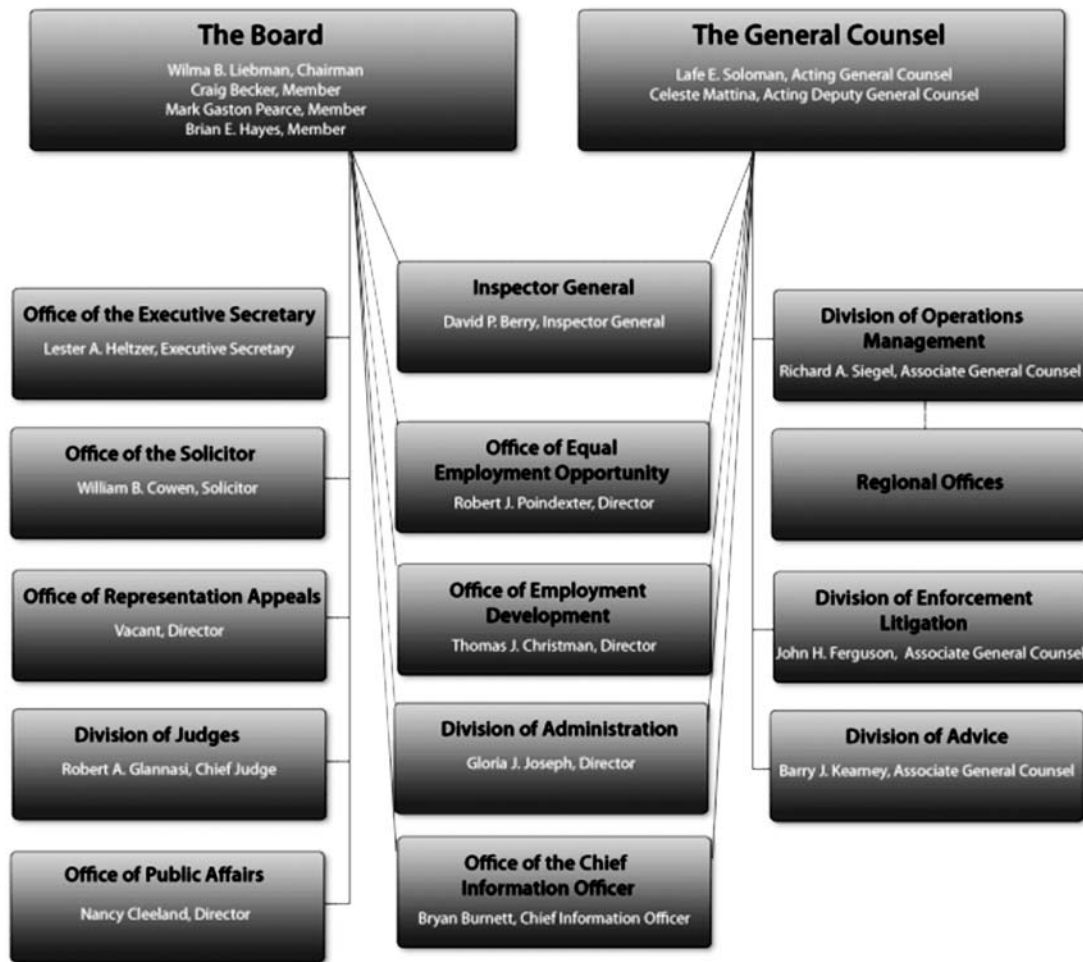 The Board
Wilma B. Liebman, Chairman
Craig Becker, Member
Mark Gaston Pearce, Member
Brian E. Hayes, Member
The General Counsel
Lafe E. Soloman, Acting General Counsel
Celeste Mattina, Acting Deputy General Counsel
Office of the Executive Secretary
Lester A. Heltzer, Executive Secretary
Office of the Solicitor
William B. Cowen, Solicitor
Office of Representation Appeals
Vacant, Director
Division of Judges
Robert A. Glannasi, Chief Judge
Office of Public Affairs
Nancy Cleeland, Director
Inspector General
David P. Berry, Inspector General
Office of Equal
Employment Opportunity
Robert J. Poindexter, Director
Office of Employment
Development
Thomas J. Christman, Director
Division of Administration
Gloria J. Joseph, Director
Office of the Chief
Information Officer
Bryan Burnett, Chief Information Officer
Division of Operations
Management
Richard A. Siegel, Associate General Counsel
Regional Offices
Division of Enforcement
Litigation
John H. Ferguson, Associate General Counsel
Division of Advice
Barry J. Kearney, Associate General Counsel